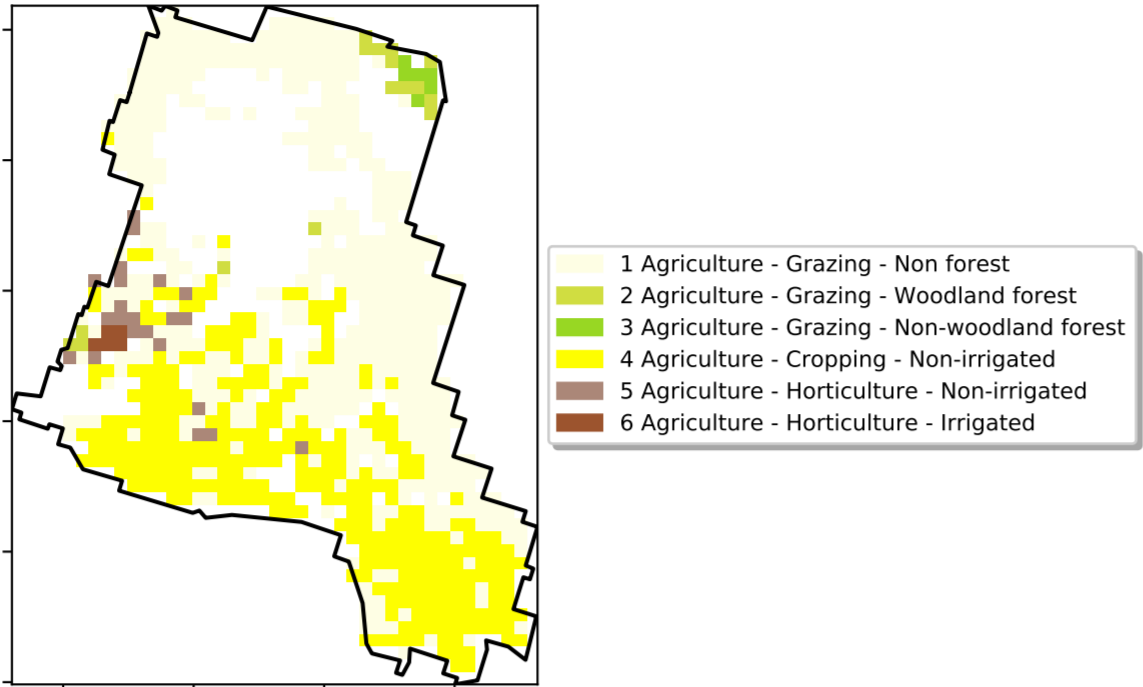 1 Agriculture - Grazing - Non forest
2 Agriculture - Grazing - Woodland forest
3 Agriculture - Grazing - Non-woodland forest
4 Agriculture - Cropping - Non-irrigated
5 Agriculture - Horticulture - Non-irrigated
6 Agriculture - Horticulture - Irrigated